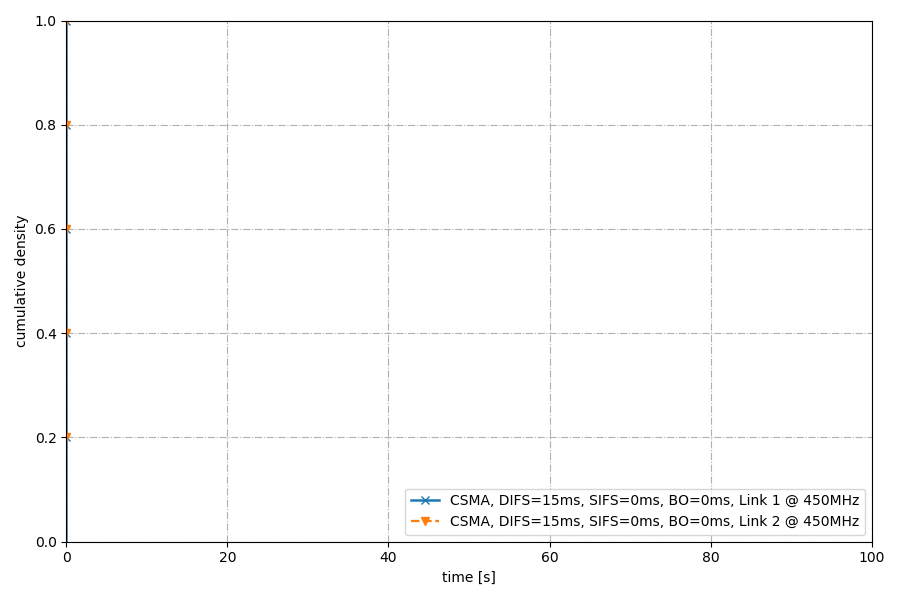 1.0
0.8
0.6
0.4
0.2
0.0
cumulative density
CSMA, DIFS=15ms, SIFS=0ms, BO=0ms, Link 1 @ 450MHz
CSMA, DIFS=15ms, SIFS=0ms, BO=0ms, Link 2 @ 450MHz
0 20 40 60 80 100
time [s]